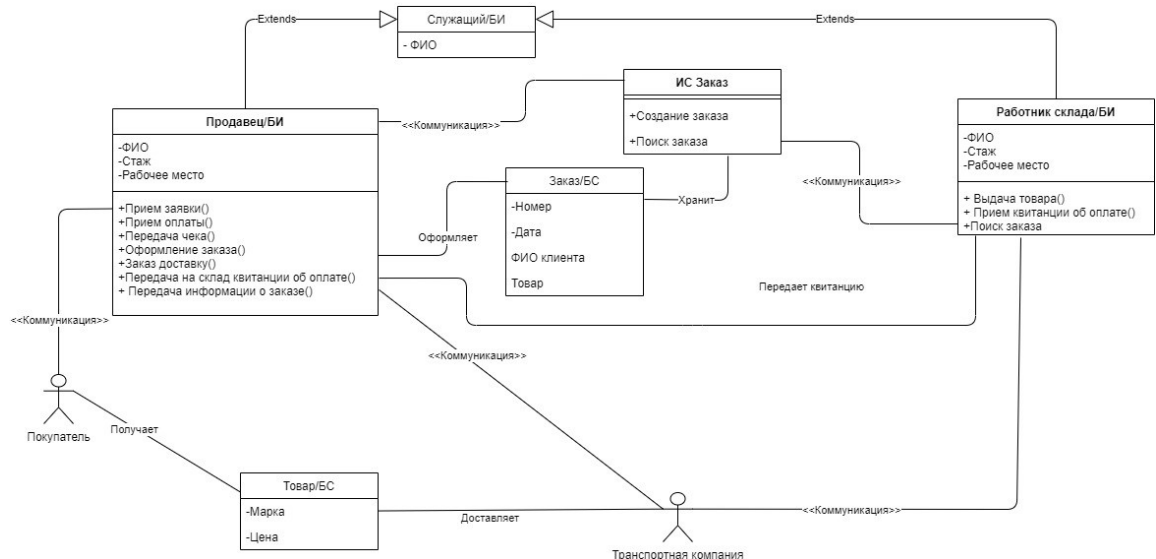 Extends
Служащий/БИ
Extends
- ФИО
ИС Заказ
+Создание заказа
+Поиск заказа
Продавец/БИ
-ФИО
-Стаж
-Рабочее место
+Прием заявки()
+Прием оплаты()
+Передача чека()
+Оформление заказа()
+Заказ доставку()
+Передача на склад квитанции об оплате()
+ Передача информации о заказе()
<<Коммуникация>>
Работник склада/БИ
-ФИО
-Стаж
-Рабочее место
+ Выдача товара()
+ Прием квитанции об оплате()
+Поиск заказа
<<Коммуникация>>
Заказ/БС
-Номер
-Дата
ФИО клиента
Товар
Хранит
Оформляет
Передает квитанцию
<<Коммуникация>>
<<Коммуникация>>
Покупатель
Получает
Товар/БС
-Марка
-Цена
Доставляет
<<Коммуникация>>
Транспортная компания